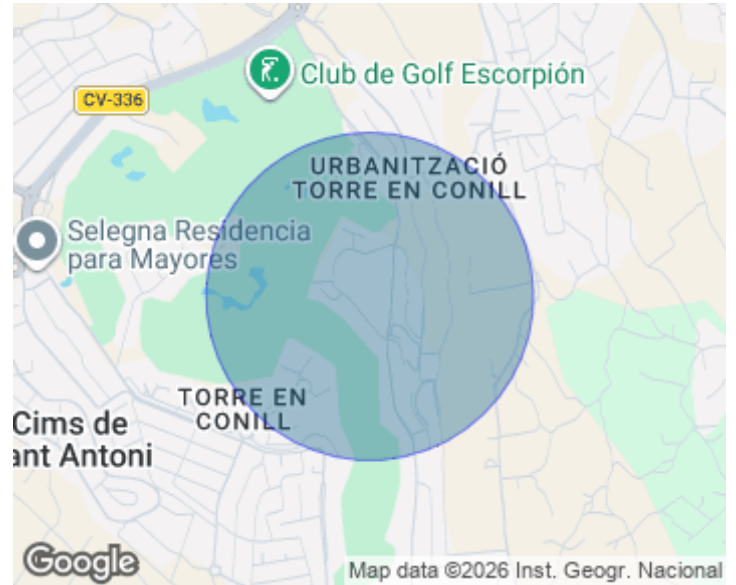 Club de Golf Escorpión
CV-336
URBANITZACIÓ
TORRE EN CONILL
Selegna Residencia
para Mayores
TORRE EN
CONILL
Cims de
ant Antoni
Google
Map data ©2026 Inst. Geogr. Nacional